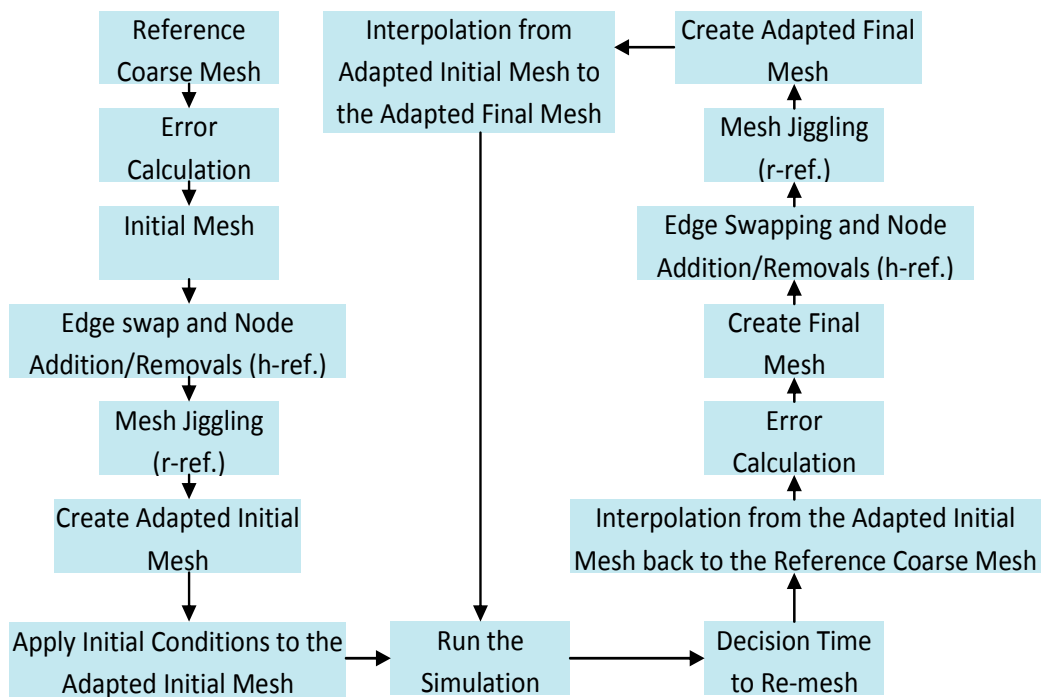 Reference
Coarse Mesh
Error
Calculation
Initial Mesh
Edge swap and Node
Addition/Removals (h-ref.)
Mesh Jiggling
(r-ref.)
Create Adapted Initial
Mesh
Apply Initial Conditions to the
Adapted Initial Mesh
Run the
Simulation
Decision Time
to Re-mesh
Interpolation from the Adapted Initial
Mesh back to the Reference Coarse Mesh
Error
Calculation
Create Final
Mesh
Edge Swapping and Node
Addition/Removals (h-ref.)
Mesh Jiggling
(r-ref.)
Create Adapted Final
Mesh
Interpolation from
Adapted Initial Mesh to
the Adapted Final Mesh